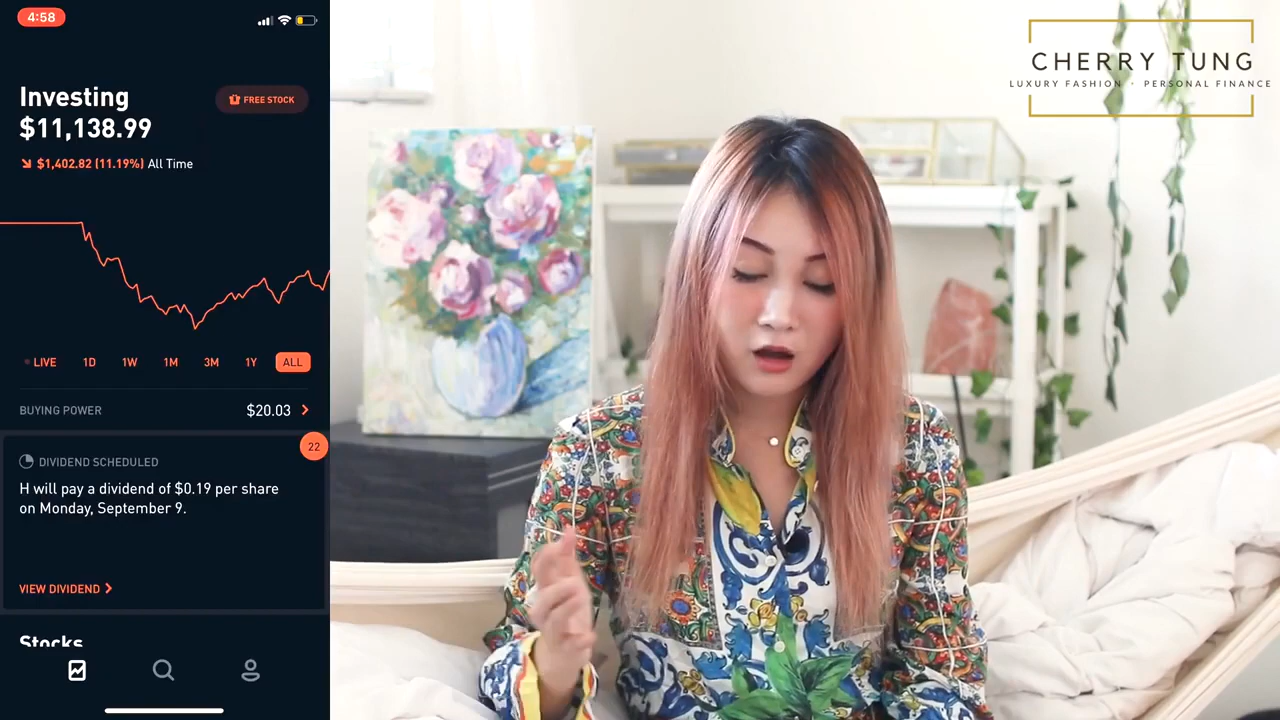 4:58
Investing
FREE STOCK
$11,138.99
$1,402.82 (11.19%) All Time
LIVE 1D 1W 1M 3M 1Y ALL
BUYING POWER $20.03
22
DIVIDEND SCHEDULED
H will pay a dividend of $0.19 per share
on Monday, September 9.
VIEW DIVIDEND
Stocks
CHERRY TUNG
LUXURY FASHION · PERSONAL FINANCE